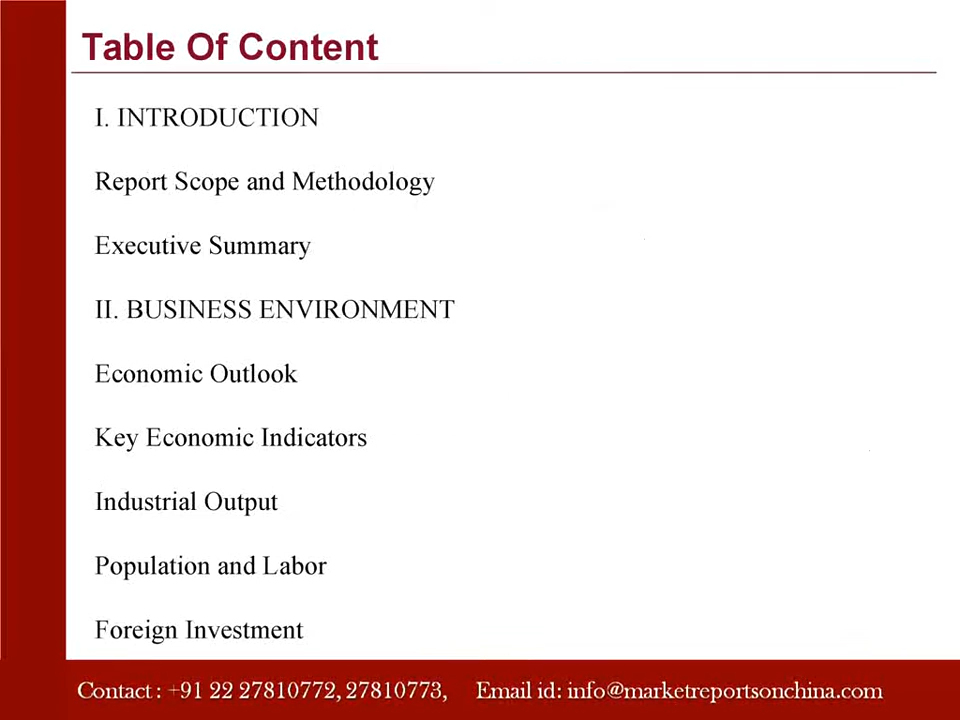 Table Of Content
I. INTRODUCTION
Report Scope and Methodology
Executive Summary
II. BUSINESS ENVIRONMENT
Economic Outlook
Key Economic Indicators
Industrial Output
Population and Labor
Foreign Investment
Contact : +91 22 27810772, 27810773, Email id: info@marketreportsonchina.com